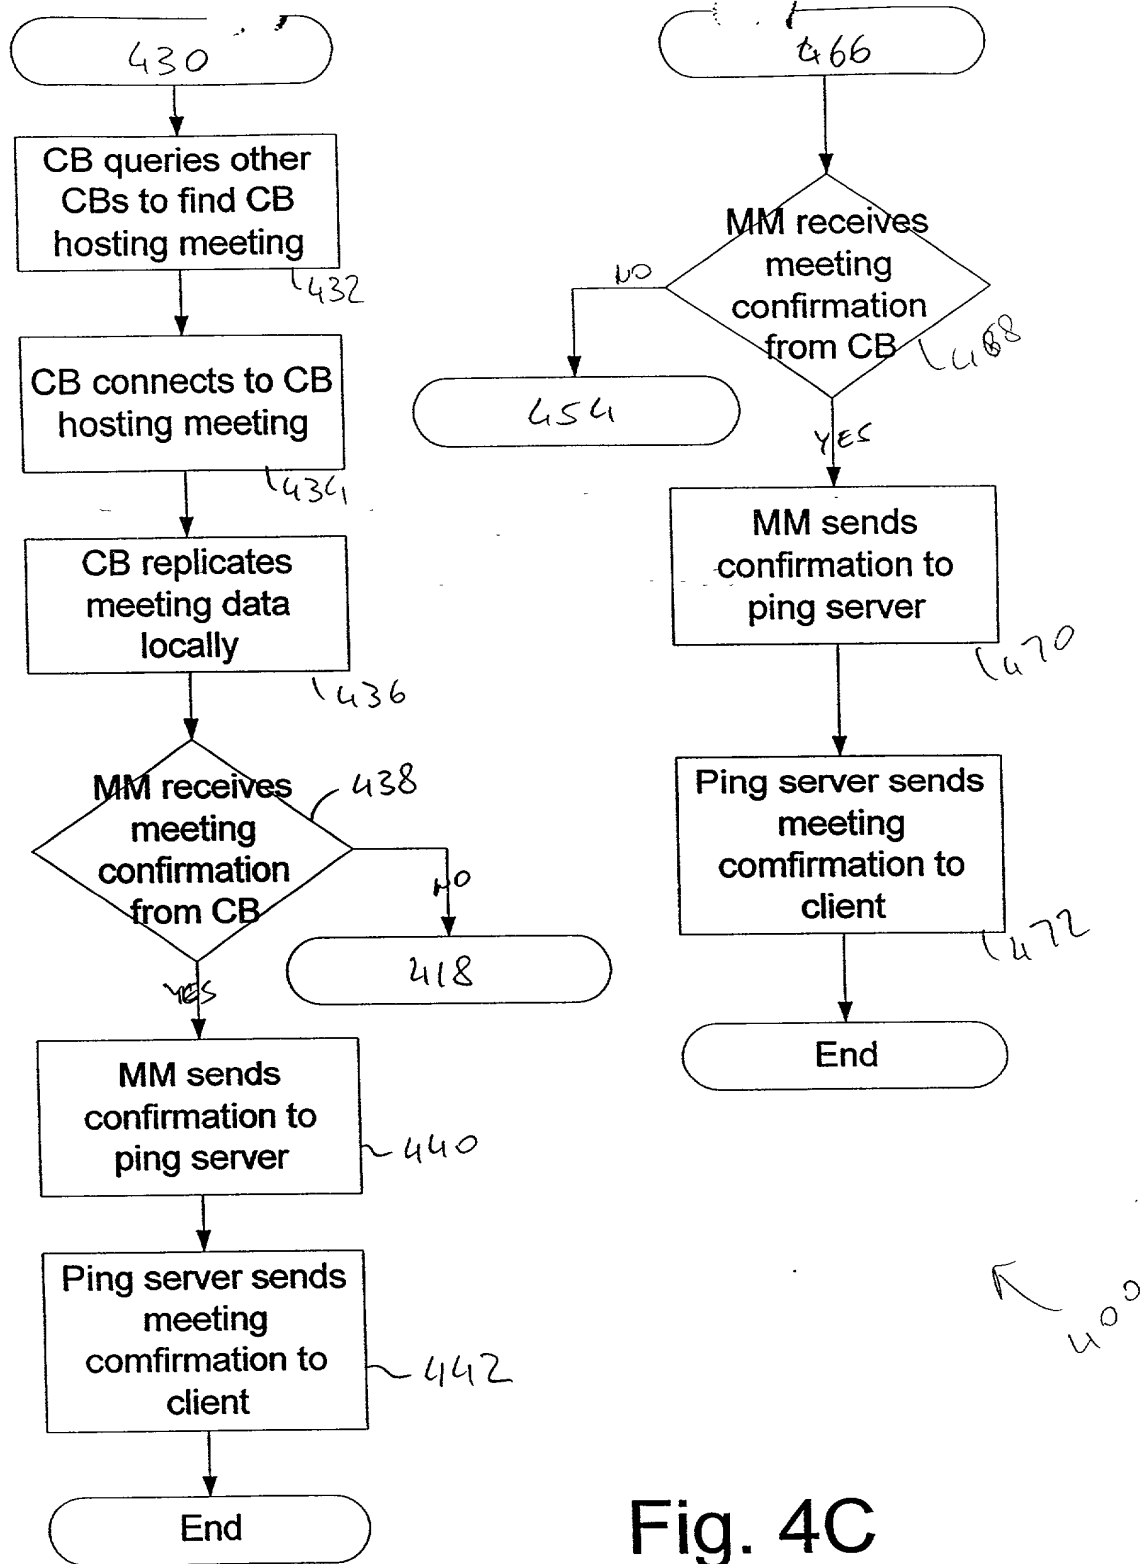 430
CB queries other
CBs to find CB
hosting meeting
432
CB connects to CB
hosting meeting
434
CB replicates
meeting data
locally
436
MM receives
meeting
confirmation
from CB
438
NO
418
YES
MM sends
confirmation to
ping server
440
Ping server sends
meeting
comfirmation to
client
442
End
466
MM receives
meeting
confirmation
from CB
468
NO
454
YES
MM sends
confirmation to
ping server
470
Ping server sends
meeting
comfirmation to
client
472
End
400
Fig. 4C